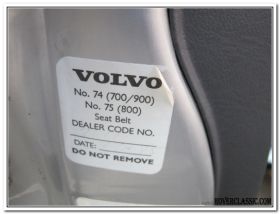 VOLVO
No. 74 (700/900)
No. 75 (800)
Seat Belt
DEALER CODE NO.
DATE:
DO NOT REMOVE
ROVERCLASSIC.COM